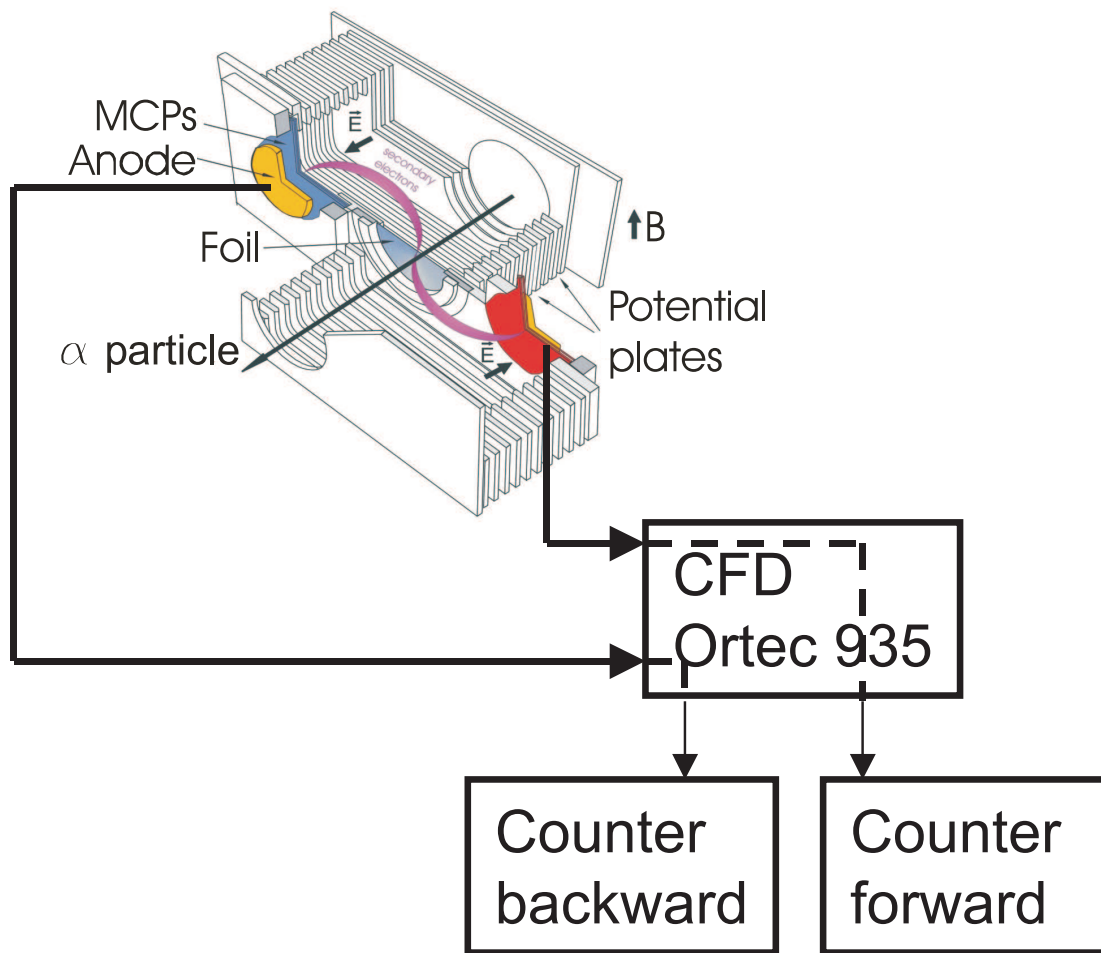 MCPs
Anode
E
secondary
electrons
B
Foil
Potential
plates
α particle
E
CFD
Ortec 935
Counter
backward
Counter
forward